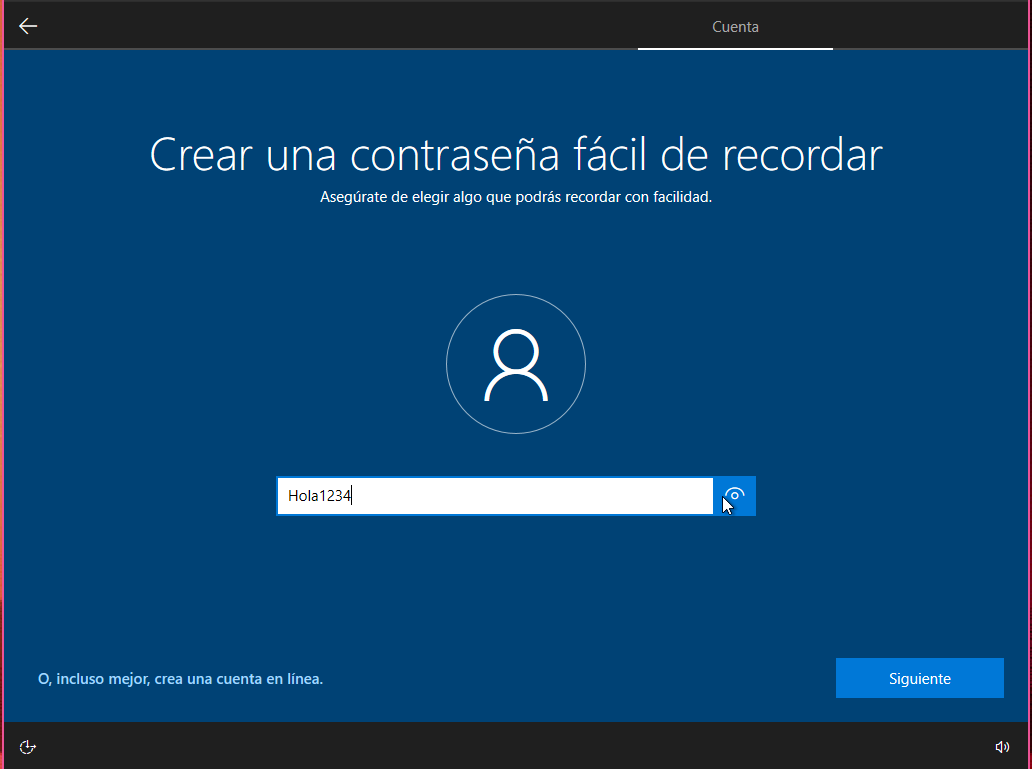 Cuenta
Crear una contraseña fácil de recordar
Asegúrate de elegir algo que podrás recordar con facilidad.
Hola1234
O, incluso mejor, crea una cuenta en línea.
Siguiente